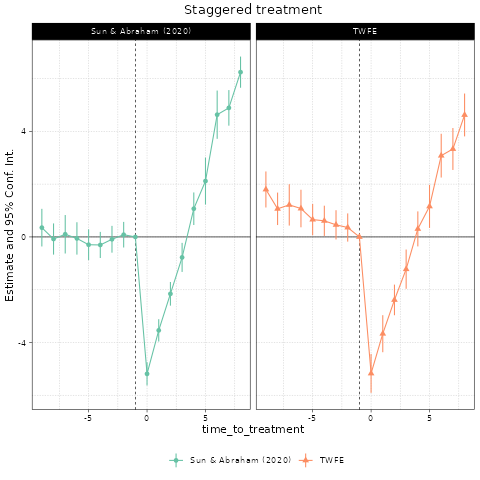 Staggered treatment
Sun & Abraham (2020)
TWFE
Estimate and 95% Conf. Int.
4
0
-4
-5
0
5
-5
0
5
time_to_treatment
Sun & Abraham (2020)
TWFE